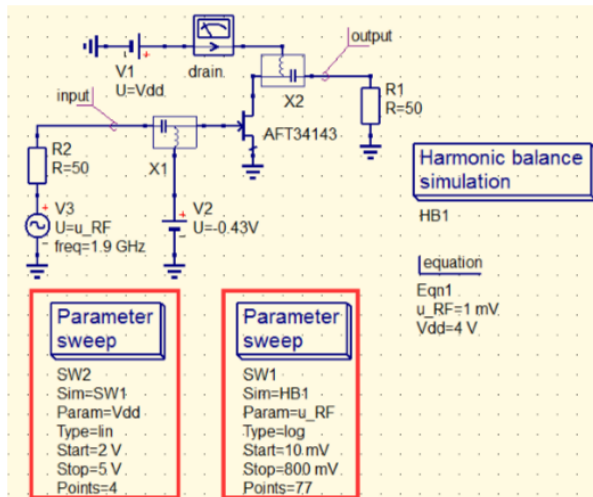 output
V1
U=Vdd
drain
X2
R1
R=50
input
AFT34143
R2
R=50
X1
V3
U=u_RF
freq=1.9 GHz
V2
U=-0.43V
Harmonic balance
simulation
HB1
equation
Eqn1
u_RF=1 mV
Vdd=4 V
Parameter
sweep
SW2
Sim=SW1
Param=Vdd
Type=lin
Start=2 V
Stop=5 V
Points=4
Parameter
sweep
SW1
Sim=HB1
Param=u_RF
Type=log
Start=10 mV
Stop=800 mV
Points=77